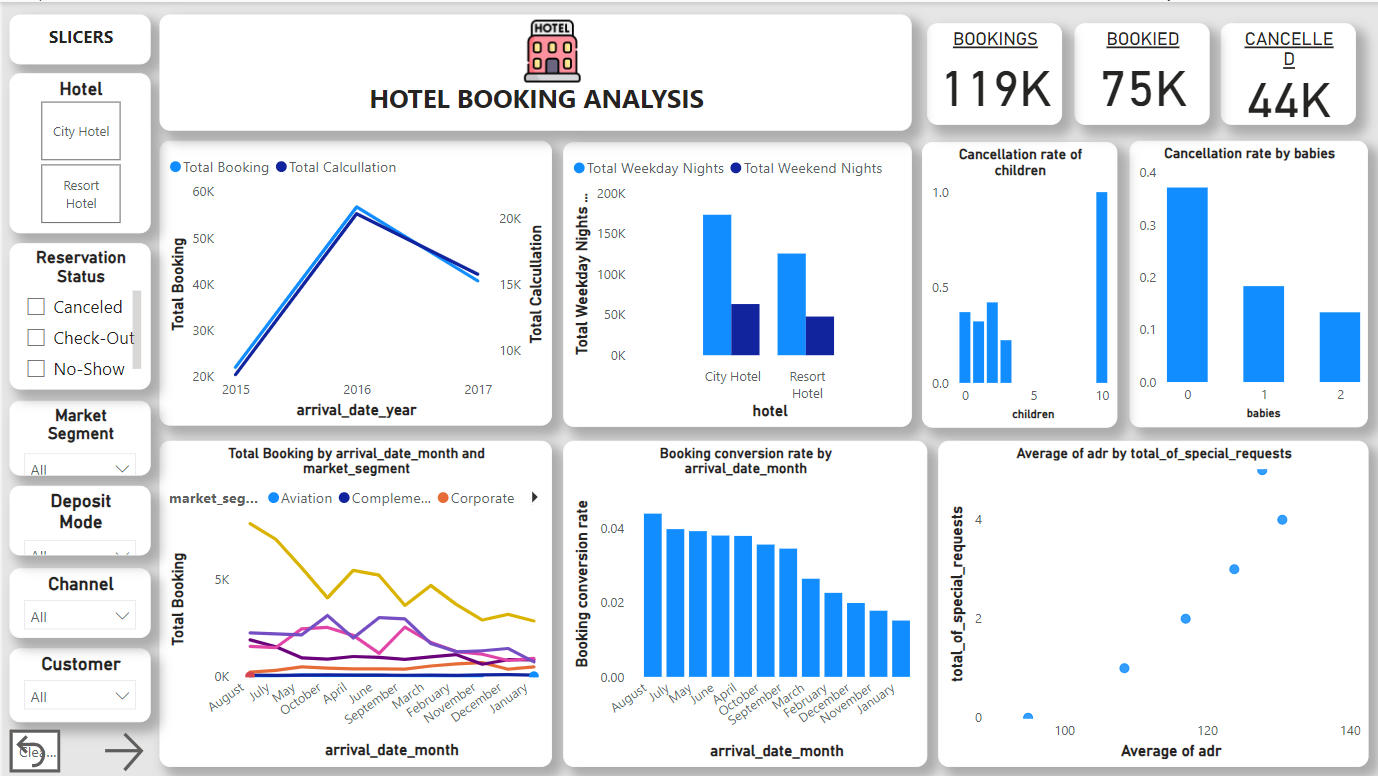 SLICERS
Hotel
City Hotel
Resort
Hotel
Reservation
Status
Canceled
Check-Out
No-Show
Market
Segment
All
Deposit
Mode
All
Channel
All
Customer
All
Clea...
HOTEL
HOTEL BOOKING ANALYSIS
BOOKINGS
119K
BOOKIED
75K
CANCELLE
D
44K
Total Booking Total Calcullation
60K
50K
40K
30K
20K
20K
15K
10K
Total Booking
Total Calcullation
2015 2016 2017
arrival_date_year
Total Weekday Nights Total Weekend Nights
Total Weekday Nights ...
200K
150K
100K
50K
0K
City Hotel
Resort
Hotel
hotel
Cancellation rate of
children
1.0
0.5
0.0
0 5 10
children
Cancellation rate by babies
0.4
0.3
0.2
0.1
0.0
0 1 2
babies
Total Booking by arrival_date_month and
market_segment
market_seg... Aviation Compleme... Corporate
Total Booking
5K
0K
August July May October April June September March February November December January
arrival_date_month
Booking conversion rate by
arrival_date_month
Booking conversion rate
0.04
0.02
0.00
August July May June April October September March February December November January
arrival_date_month
Average of adr by total_of_special_requests
total_of_special_requests
4
2
0
100 120 140
Average of adr